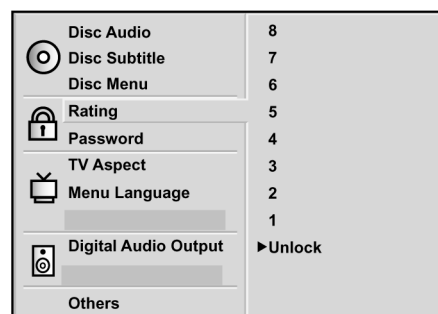 Disc Audio
Disc Subtitle
Disc Menu
Rating
Password
TV Aspect
Menu Language
Digital Audio Output
Others
8
7
6
5
4
3
2
1
▶Unlock